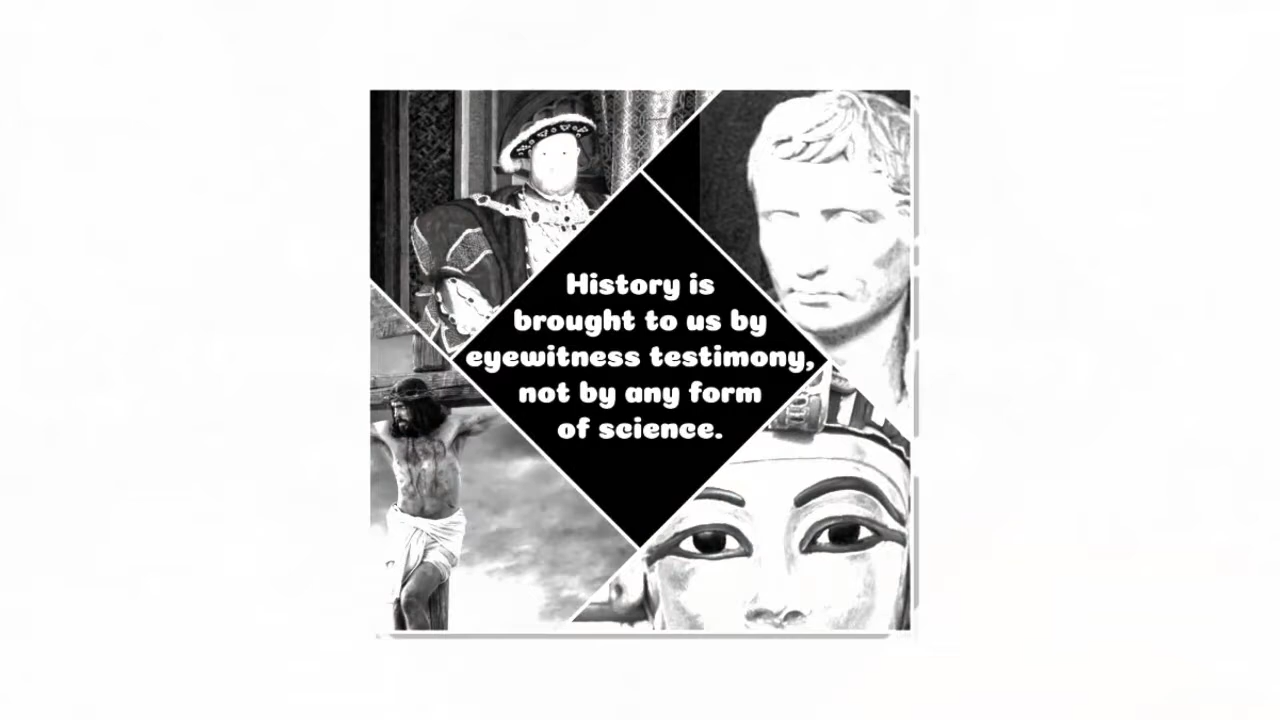 History is
brought to us by
eyewitness testimony,
not by any form
of science.